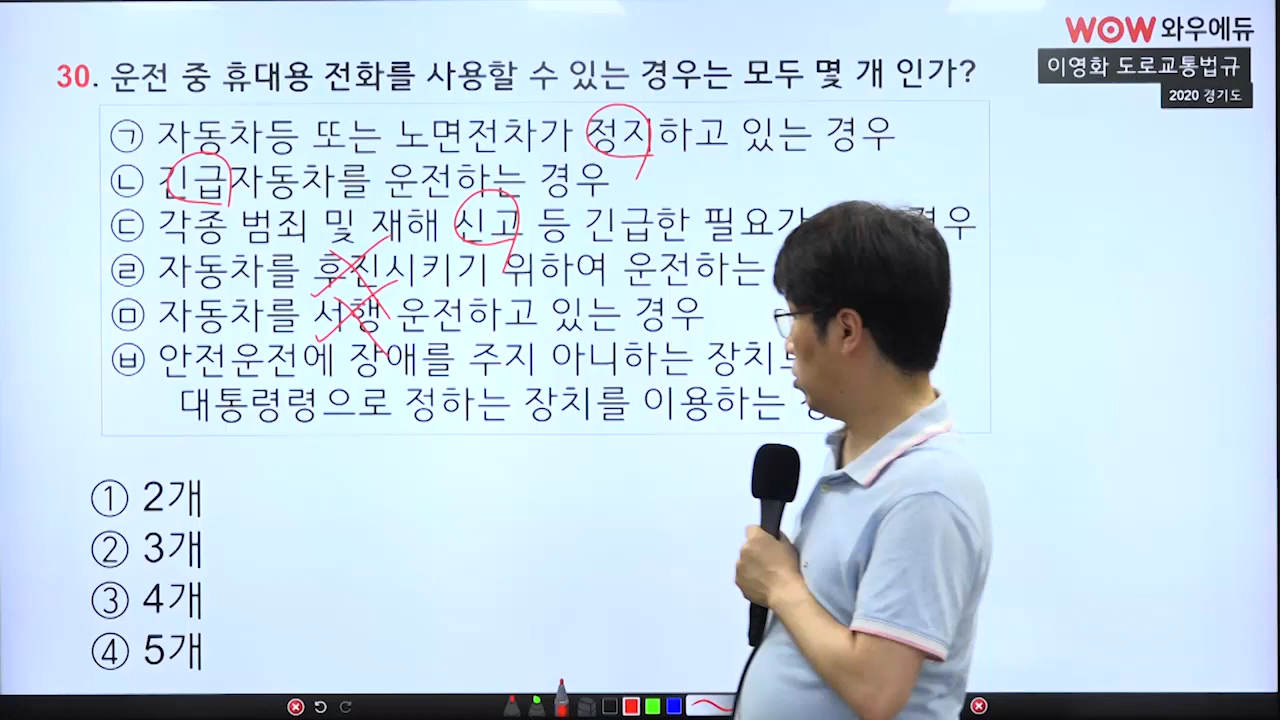 WOW 와우에듀
이영화 도로교통법규
2020 경기도
30. 운전 중 휴대용 전화를 사용할 수 있는 경우는 모두 몇 개 인가?
㉠ 자동차등 또는 노면전차가 정지하고 있는 경우
㉡ 긴급자동차를 운전하는 경우
㉢ 각종 범죄 및 재해 신고 등 긴급한 필요가 경우
㉣ 자동차를 후진시키기 위하여 운전하는
㉤ 자동차를 서행 운전하고 있는 경우
㉥ 안전운전에 장애를 주지 아니하는 장치
대통령령으로 정하는 장치를 이용하는
① 2개
② 3개
③ 4개
④ 5개